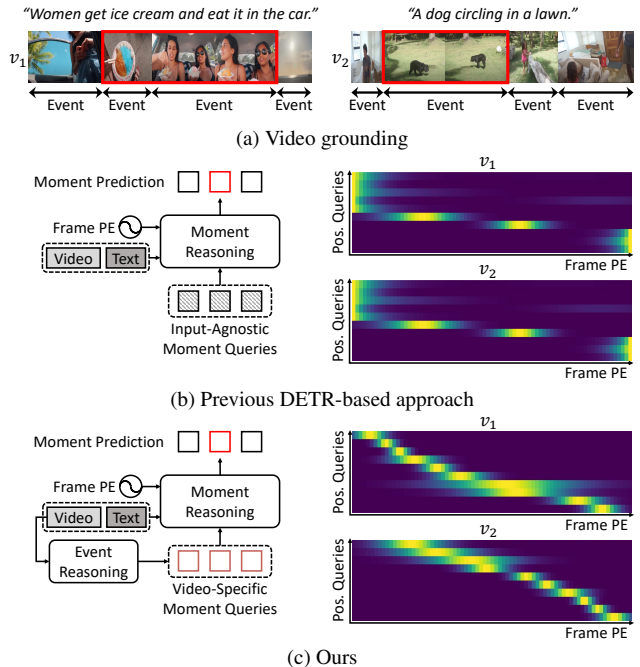 “Women get ice cream and eat it in the car.”
“A dog circling in a lawn.”
v1
v2
Event Event Event Event
Event Event Event Event
(a) Video grounding
Moment Prediction
Frame PE
Video Text
Moment
Reasoning
Input-Agnostic
Moment Queries
v1
Pos. Queries
Frame PE
v2
Pos. Queries
Frame PE
(b) Previous DETR-based approach
Moment Prediction
Frame PE
Video Text
Moment
Reasoning
Event
Reasoning
Video-Specific
Moment Queries
v1
Pos. Queries
Frame PE
v2
Pos. Queries
Frame PE
(c) Ours